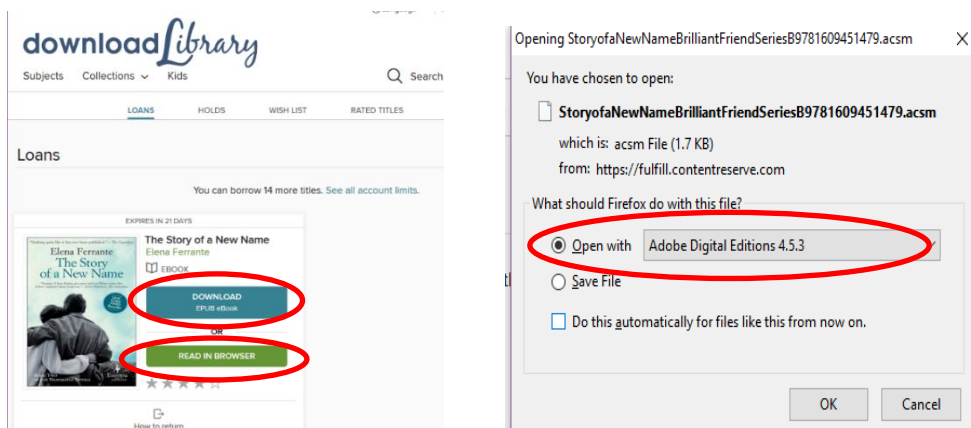 downloadLibrary
Subjects Collections Kids Search
LOANS HOLDS WISH LIST RATED TITLES
Loans
You can borrow 14 more titles. See all account limits.
EXPIRES IN 21 DAYS
Elena Ferrante
The Story
of a New Name
The Story of a New Name
Elena Ferrante
EBOOK
DOWNLOAD
EPUB eBook
OR
READ IN BROWSER
How to return
Opening StoryofaNewNameBrilliantFriendSeriesB9781609451479.acsm
You have chosen to open:
StoryofaNewNameBrilliantFriendSeriesB9781609451479.acsm
which is: acsm File (1.7 KB)
from: https://fulfill.contentreserve.com
What should Firefox do with this file?
Open with Adobe Digital Editions 4.5.3
Save File
Do this automatically for files like this from now on.
OK Cancel